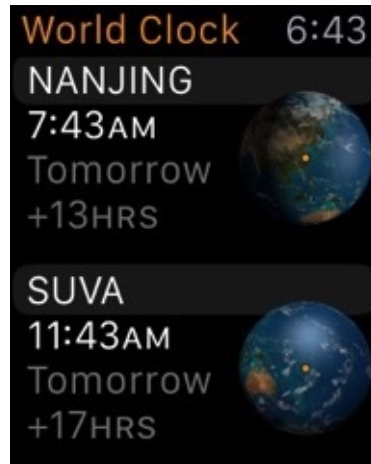 World Clock 6:43
NANJING
7:43AM
Tomorrow
+13HRS
SUVA
11:43AM
Tomorrow
+17HRS